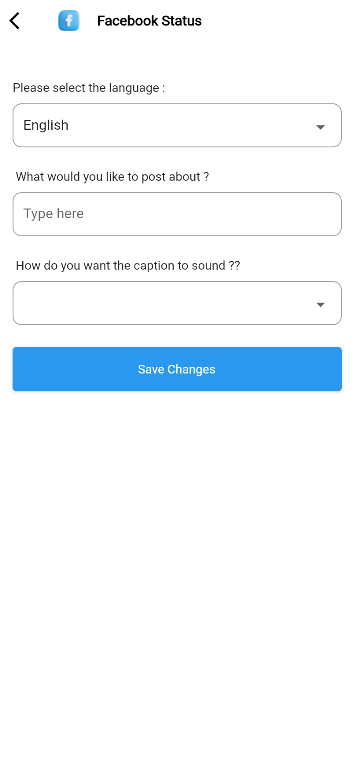 Facebook Status
Please select the language :
English
What would you like to post about ?
Type here
How do you want the caption to sound ??
Save Changes